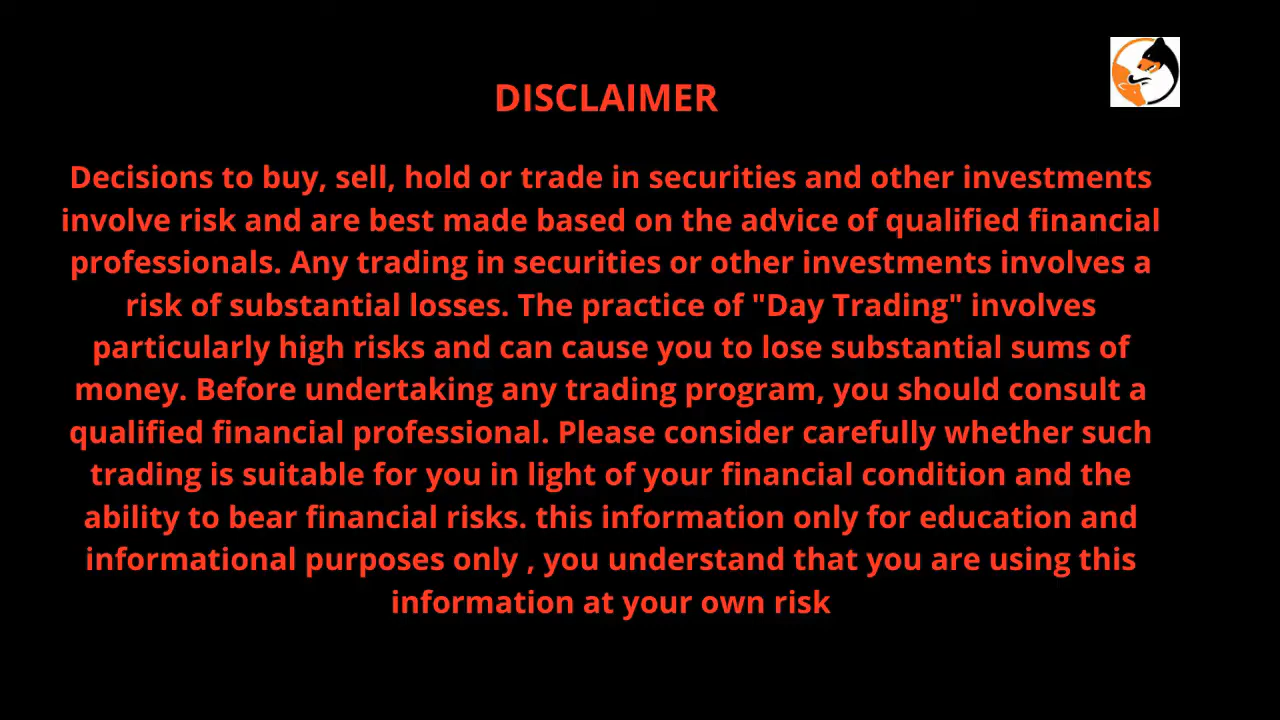 DISCLAIMER
Decisions to buy, sell, hold or trade in securities and other investments
involve risk and are best made based on the advice of qualified financial
professionals. Any trading in securities or other investments involves a
risk of substantial losses. The practice of "Day Trading" involves
particularly high risks and can cause you to lose substantial sums of
money. Before undertaking any trading program, you should consult a
qualified financial professional. Please consider carefully whether such
trading is suitable for you in light of your financial condition and the
ability to bear financial risks. this information only for education and
informational purposes only , you understand that you are using this
information at your own risk